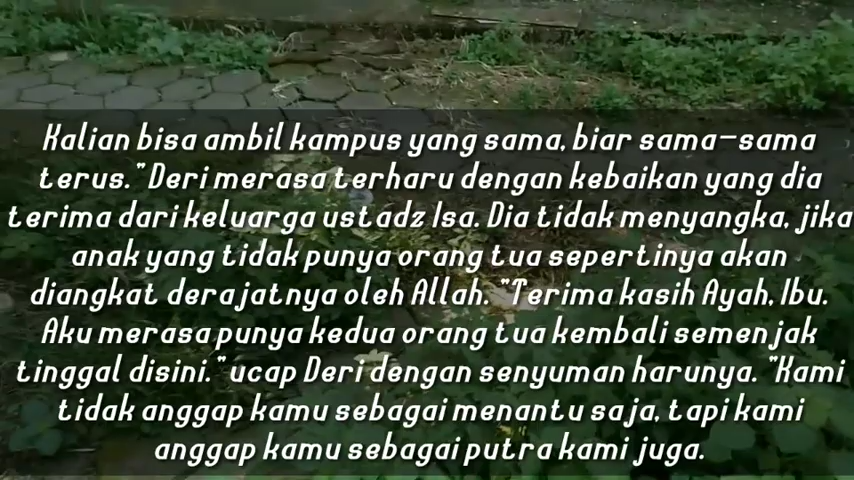 Kalian bisa ambil kampus yang sama, biar sama-sama
terus." Deri merasa terharu dengan kebaikan yang dia
terima dari keluarga ustadz Isa. Dia tidak menyangka, jika
anak yang tidak punya orang tua sepertinya akan
diangkat derajatnya oleh Allah. "Terima kasih Ayah, Ibu.
Aku merasa punya kedua orang tua kembali semenjak
tinggal disini." ucap Deri dengan senyuman harunya. "Kami
tidak anggap kamu sebagai menantu saja, tapi kami
anggap kamu sebagai putra kami juga.